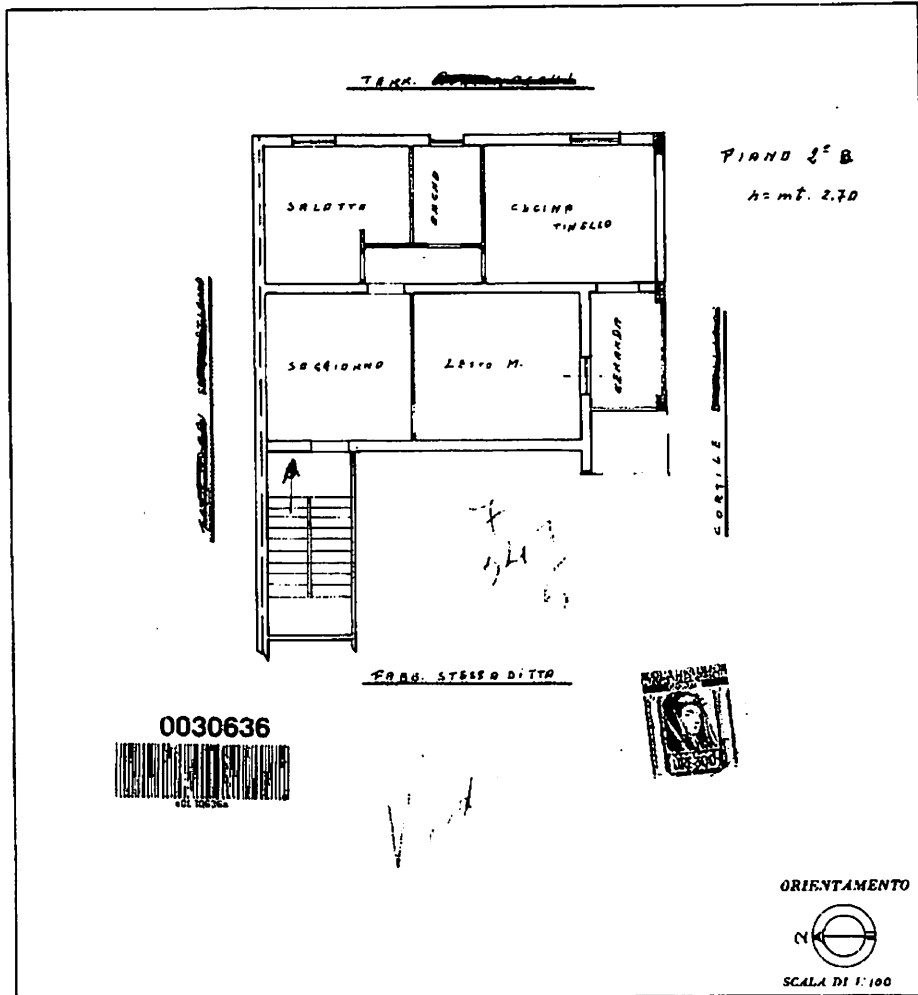 TERR.
PIANO 2º B
h= mt. 2.70
SALOTTO
BAGNO
CUCINA
TINELLO
SOGGIORNO
LETTO M.
VERANDA
CORTILE
FABB. STESSA DITTA
0030636
ORIENTAMENTO
N
SCALA DI 1:100